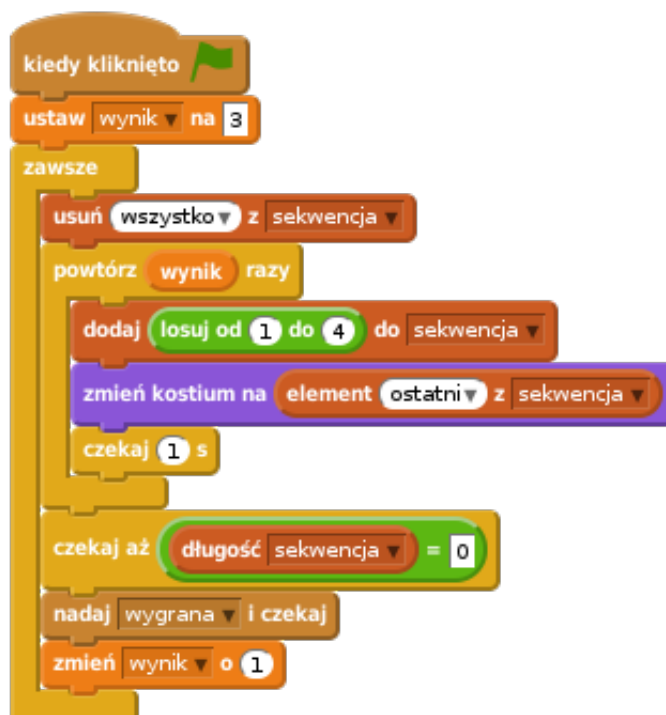 kiedy kliknięto
ustaw wynik na 3
zawsze
usuń wszystko z sekwencja
powtórz wynik razy
dodaj losuj od 1 do 4 do sekwencja
zmień kostium na element ostatni z sekwencja
czekaj 1 s
czekaj aż długość sekwencja = 0
nadaj wygrana i czekaj
zmień wynik o 1